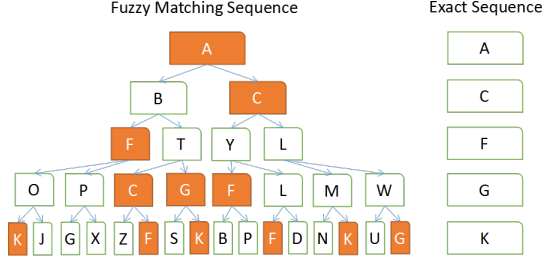 Fuzzy Matching Sequence Exact Sequence
A A
B C C
F T Y L F
O P C G F L M W G
K J G X Z F S K B P F D N K U G K